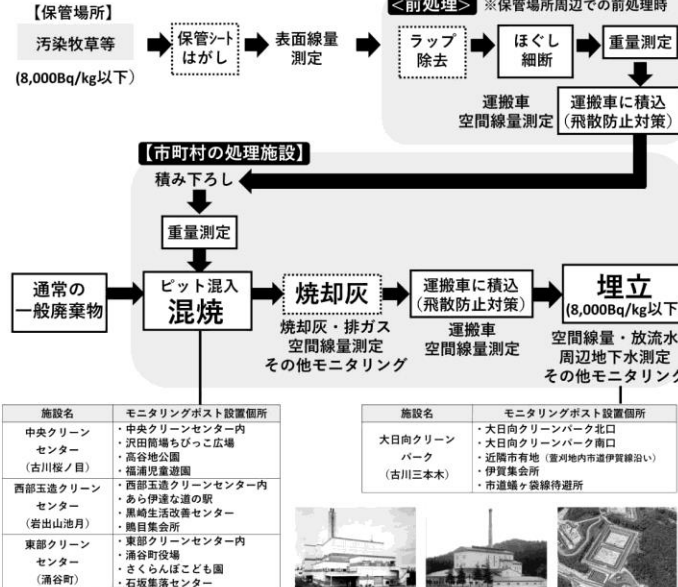 【保管場所】
汚染牧草等
(8,000Bq/kg以下)
保管シート
はがし
表面線量
測定
<前処理> ※保管場所周辺での前処理時
ラップ
除去
ほぐし
細断
重量測定
運搬車
空間線量測定
運搬車に積込
(飛散防止対策)
【市町村の処理施設】
積み下ろし
重量測定
通常の
一般廃棄物
ピット混入
混焼
焼却灰
焼却灰・排ガス
空間線量測定
その他モニタリング
運搬車に積込
(飛散防止対策)
運搬車
空間線量測定
埋立
(8,000Bq/kg以下
空間線量・放流水
周辺地下水測定
その他モニタリング
施設名 モニタリングポスト設置個所
中央クリーン
センター
(古川桜ノ目)
・中央クリーンセンター内
・沢田筒場ちびっこ広場
・高谷地公園
・福浦児童遊園
西部玉造クリーン
センター
(岩出山池月)
・西部玉造クリーンセンター内
・あら伊達な道の駅
・黒崎生活改善センター
・鵙目集会所
東部クリーン
センター
(涌谷町)
・東部クリーンセンター内
・涌谷町役場
・さくらんぼこども園
・石坂集落センター
施設名 モニタリングポスト設置個所
大日向クリーン
パーク
(古川三本木)
・大日向クリーンパーク北口
・大日向クリーンパーク南口
・近隣市有地(萱刈地内市道伊賀線沿い)
・伊賀集会所
・市道蟻ヶ袋線待避所